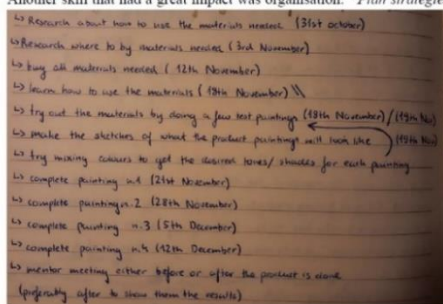 Another skill that had a great impact was organisation. Plan strategie
↳ Research about how to use the materials needed (31st october)
↳ Research where to by materials needed (3rd November)
↳ buy all materials needed (12th November)
↳ learn how to use the materials (18th November) \\
↳ try out the materials by doing a few test paintings (18th November)/(19th Nov)
↳ make the sketches of what the product paintings will look like (19th Nov)
↳ try mixing colours to get the desired tones/ shades for each painting
↳ complete painting n.1 (21st November)
↳ complete painting n.2 (28th November)
↳ complete painting n.3 (5th December)
↳ complete painting n.4 (12th December)
↳ mentor meeting either before or after the product is done
(preferably after to show them the results)